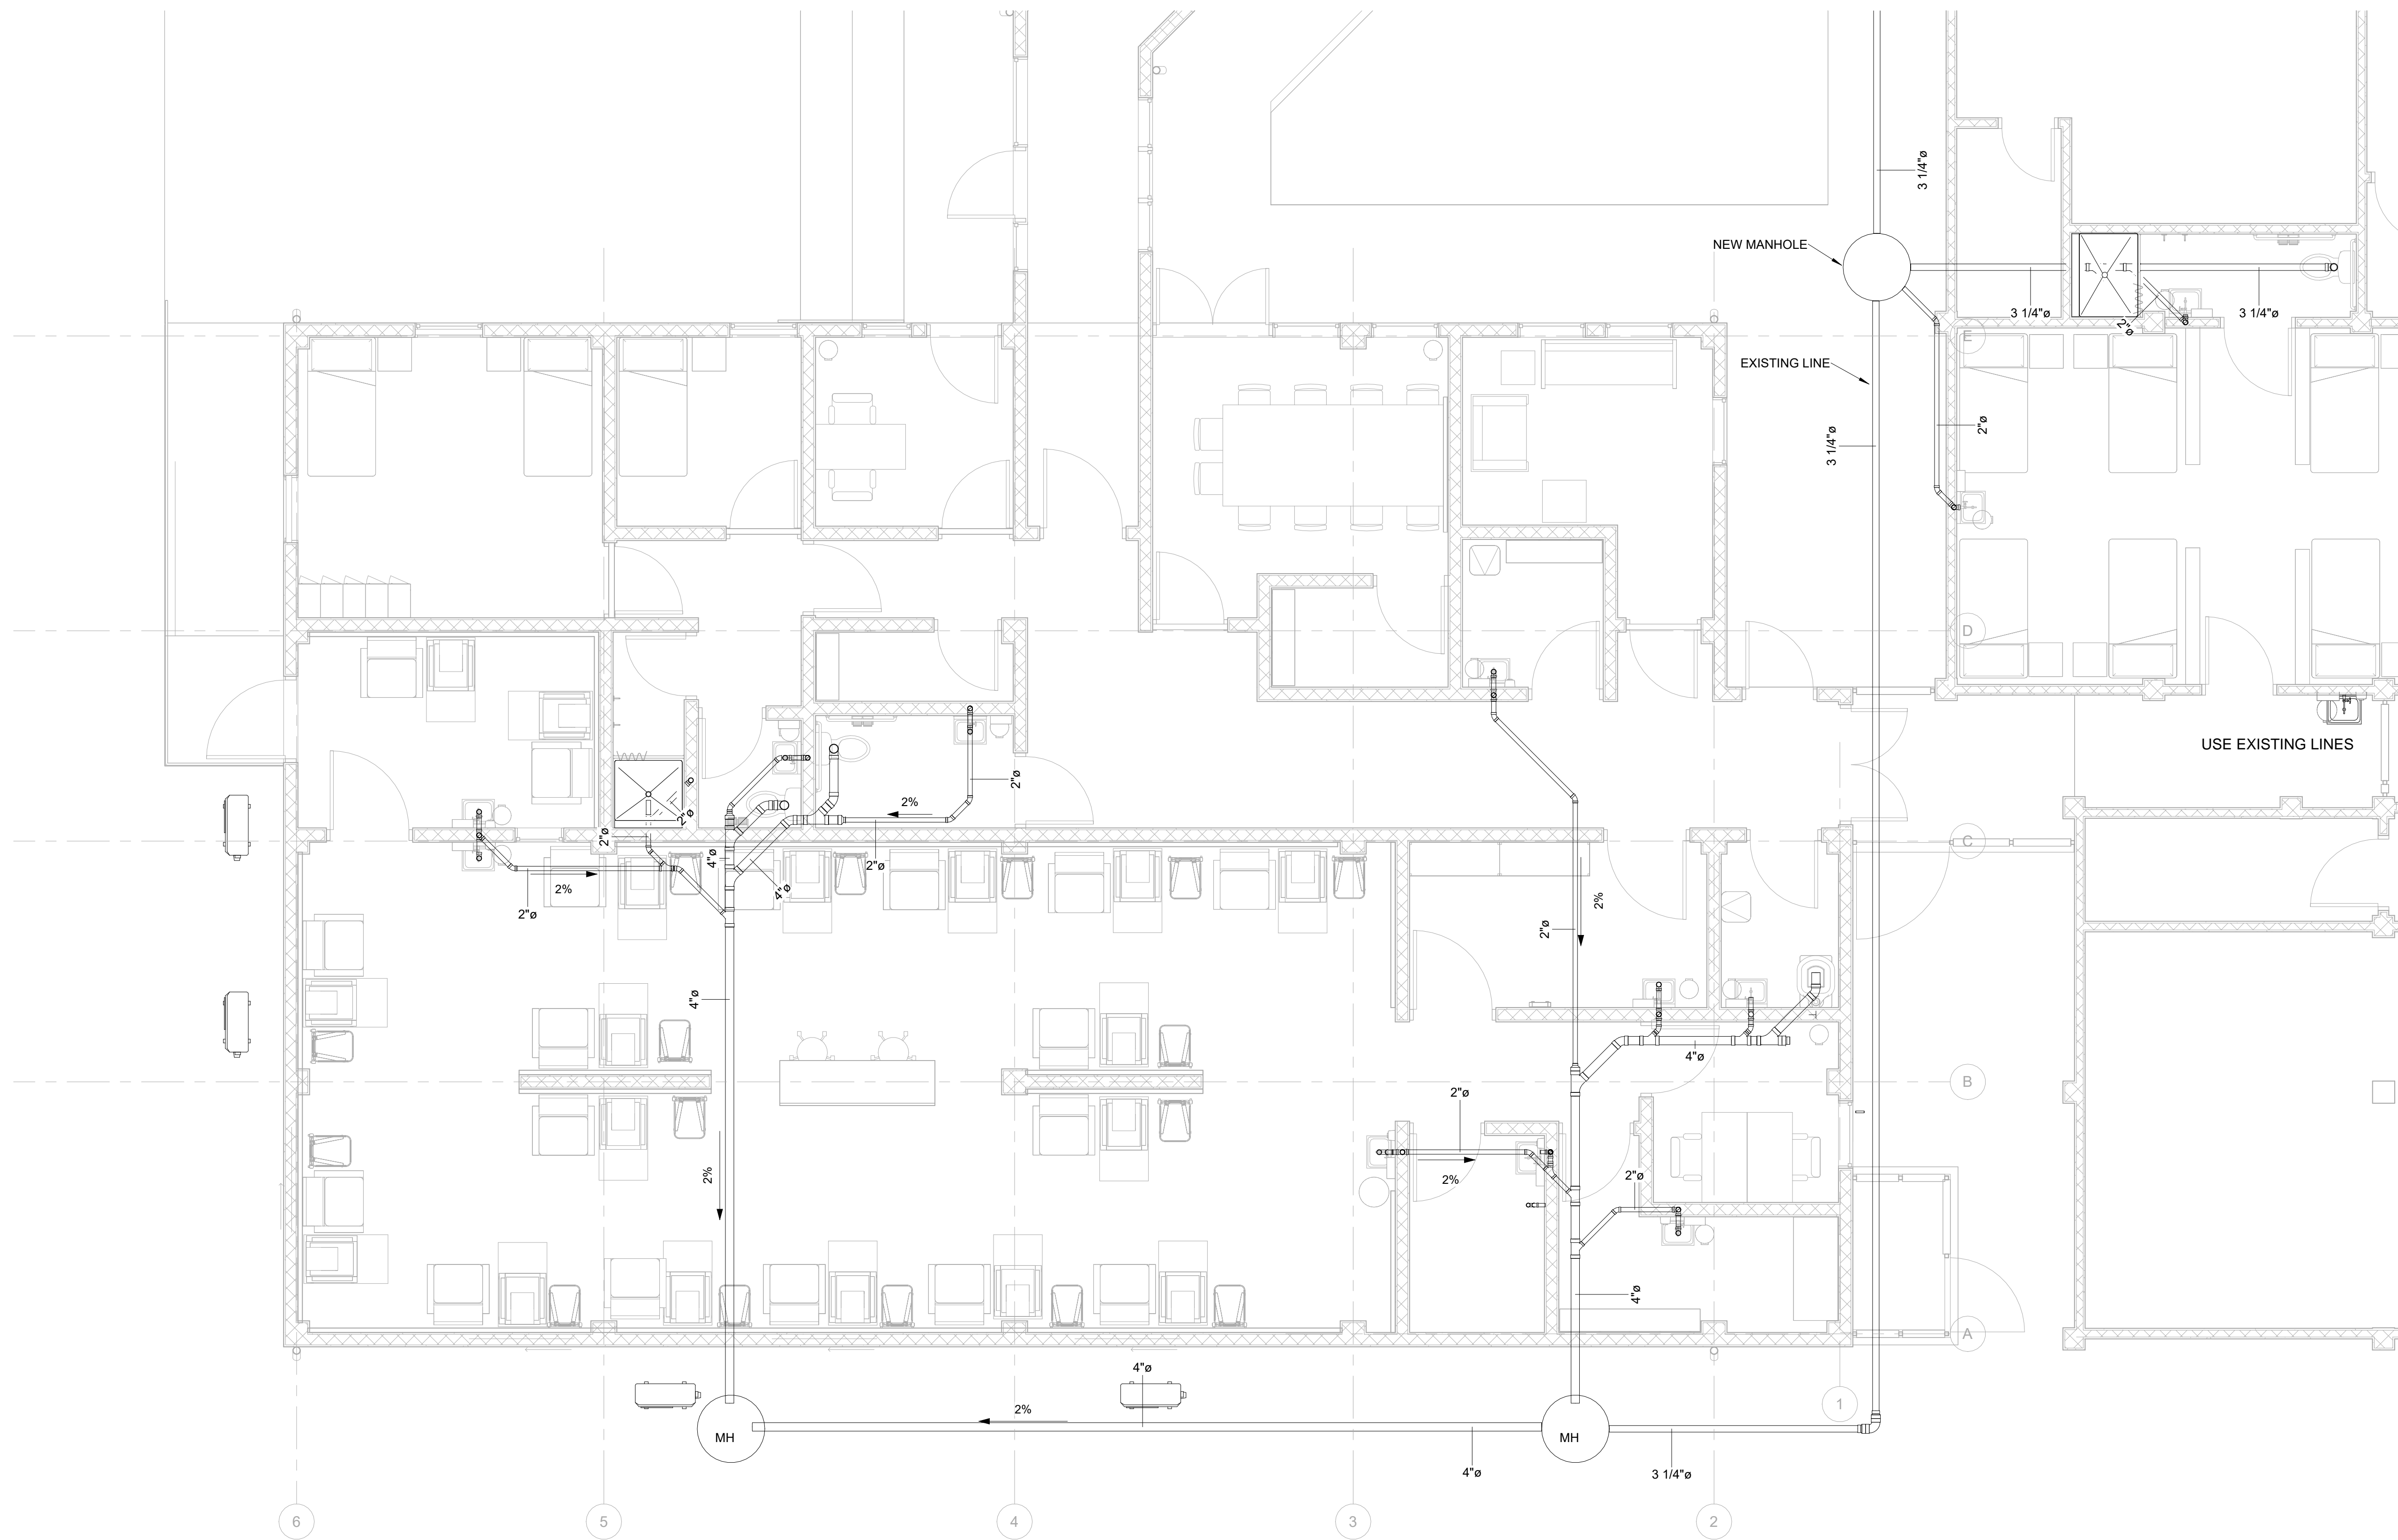 3 1/4"ø
NEW MANHOLE
3 1/4"ø
2"ø
3 1/4"ø
E
EXISTING LINE
3 1/4"ø
2"ø
D
USE EXISTING LINES
2"ø
2%
2"ø
2"ø
4"ø
2"ø
C
4"ø
2%
2"ø
2"ø
2%
4"ø
4"ø
B
2"ø
2%
2"ø
2%
4"ø
A
4"ø
2%
1
MH
MH
4"ø
3 1/4"ø
6
5
4
3
2